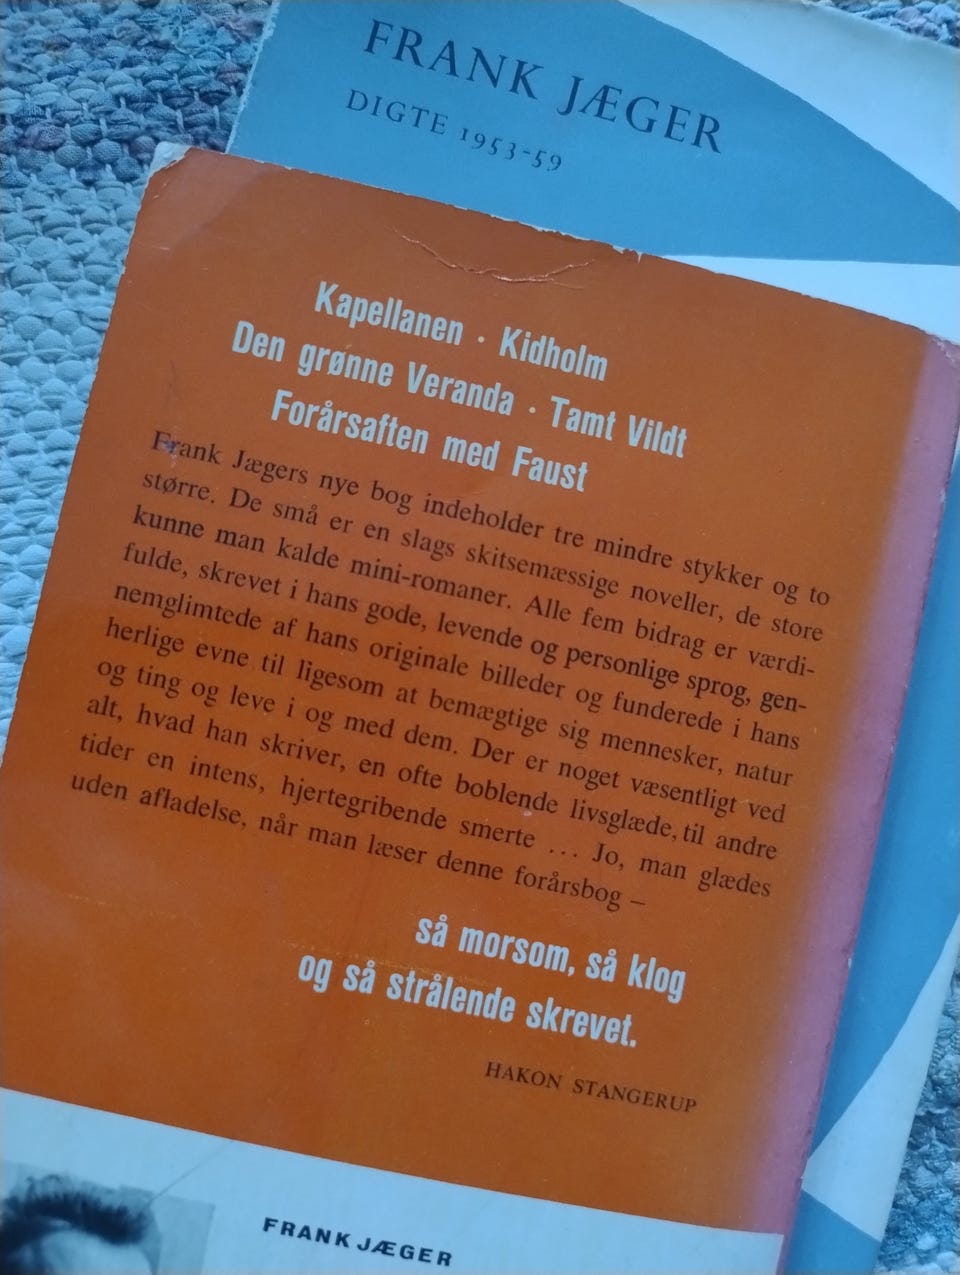 FRANK JÆGER
DIGTE 1953-59
Kapellanen · Kidholm
Den grønne Veranda · Tamt Vildt
Forårsaften med Faust
Frank Jægers nye bog indeholder tre mindre stykker og to
større. De små er en slags skitsemæssige noveller, de store
kunne man kalde mini-romaner. Alle fem bidrag er værdi-
fulde, skrevet i hans gode, levende og personlige sprog, gen-
nemglimtede af hans originale billeder og funderede i hans
herlige evne til ligesom at bemægtige sig mennesker, natur
og ting og leve i og med dem. Der er noget væsentligt ved
alt, hvad han skriver, en ofte boblende livsglæde, til andre
tider en intens, hjertegribende smerte ... Jo, man glædes
uden afladelse, når man læser denne forårsbog –
så morsom, så klog
og så strålende skrevet.
HAKON STANGERUP
FRANK JÆGER